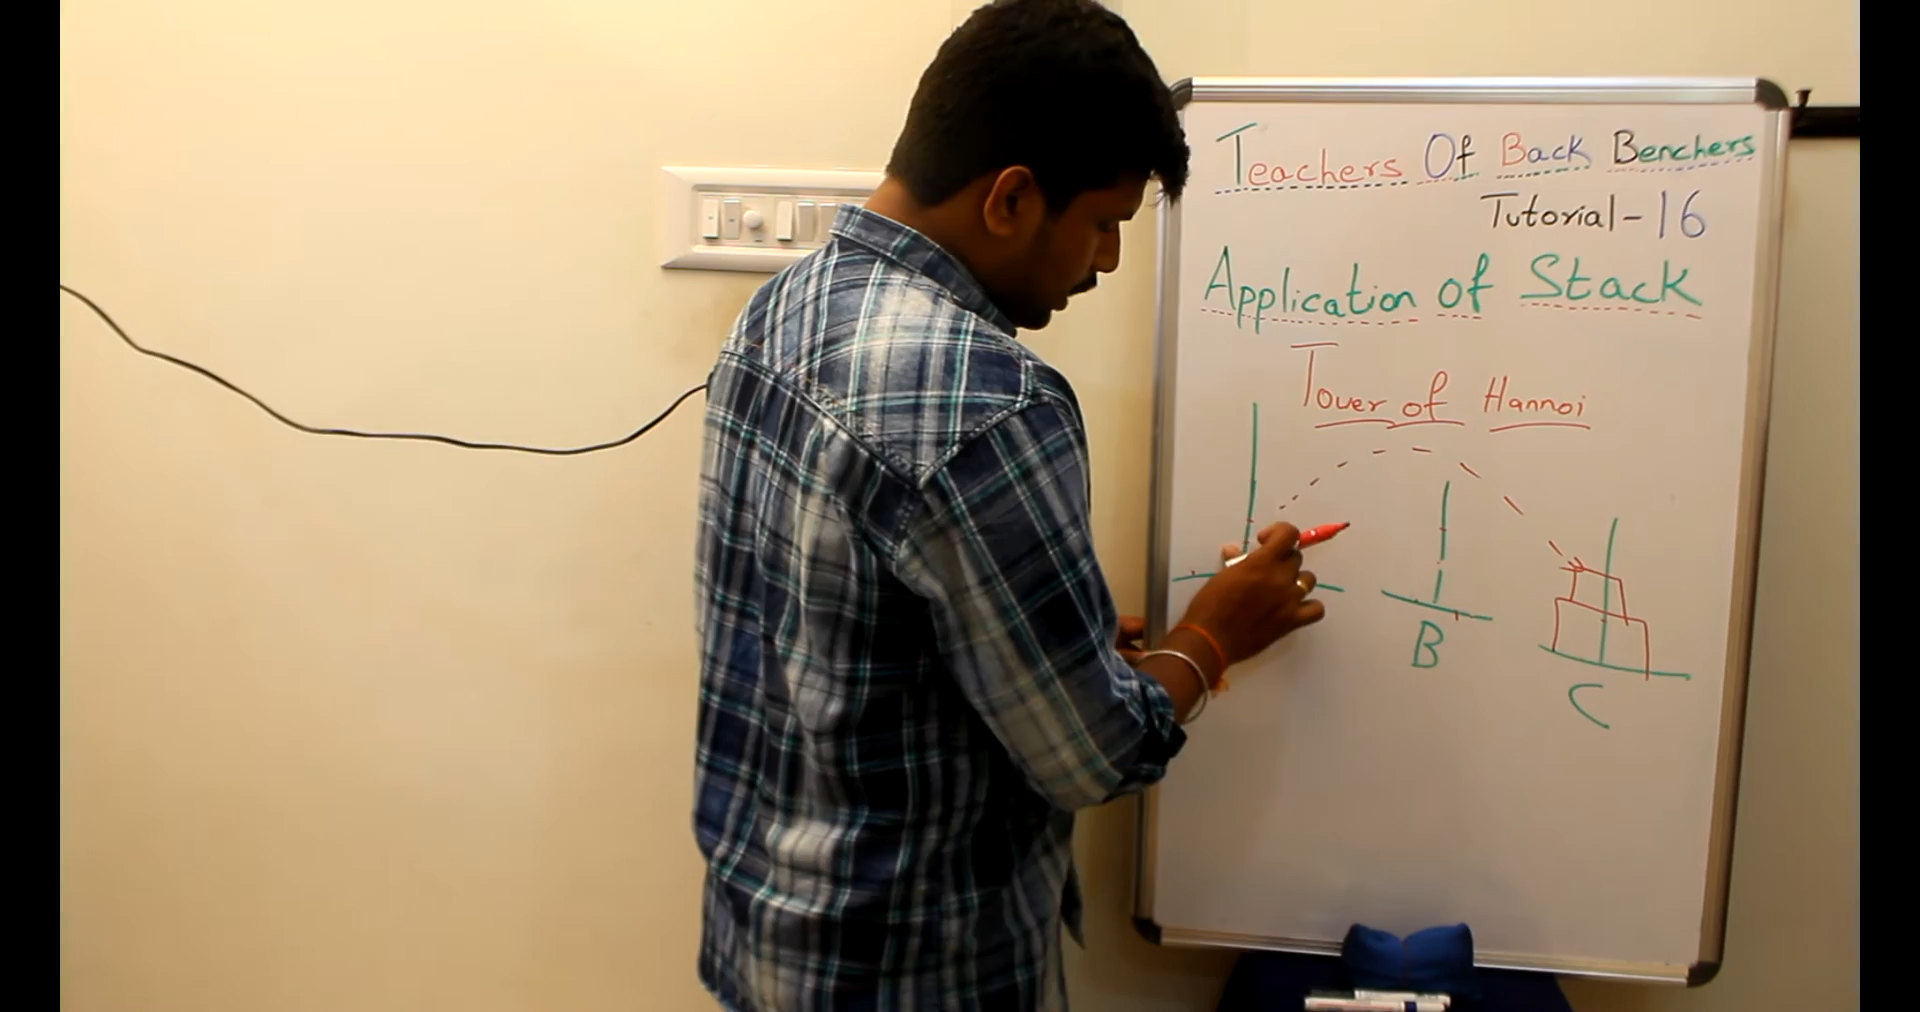 Teachers Of Back Benchers
Tutorial-16
Application of Stack
Tower of Hannoi
B
C